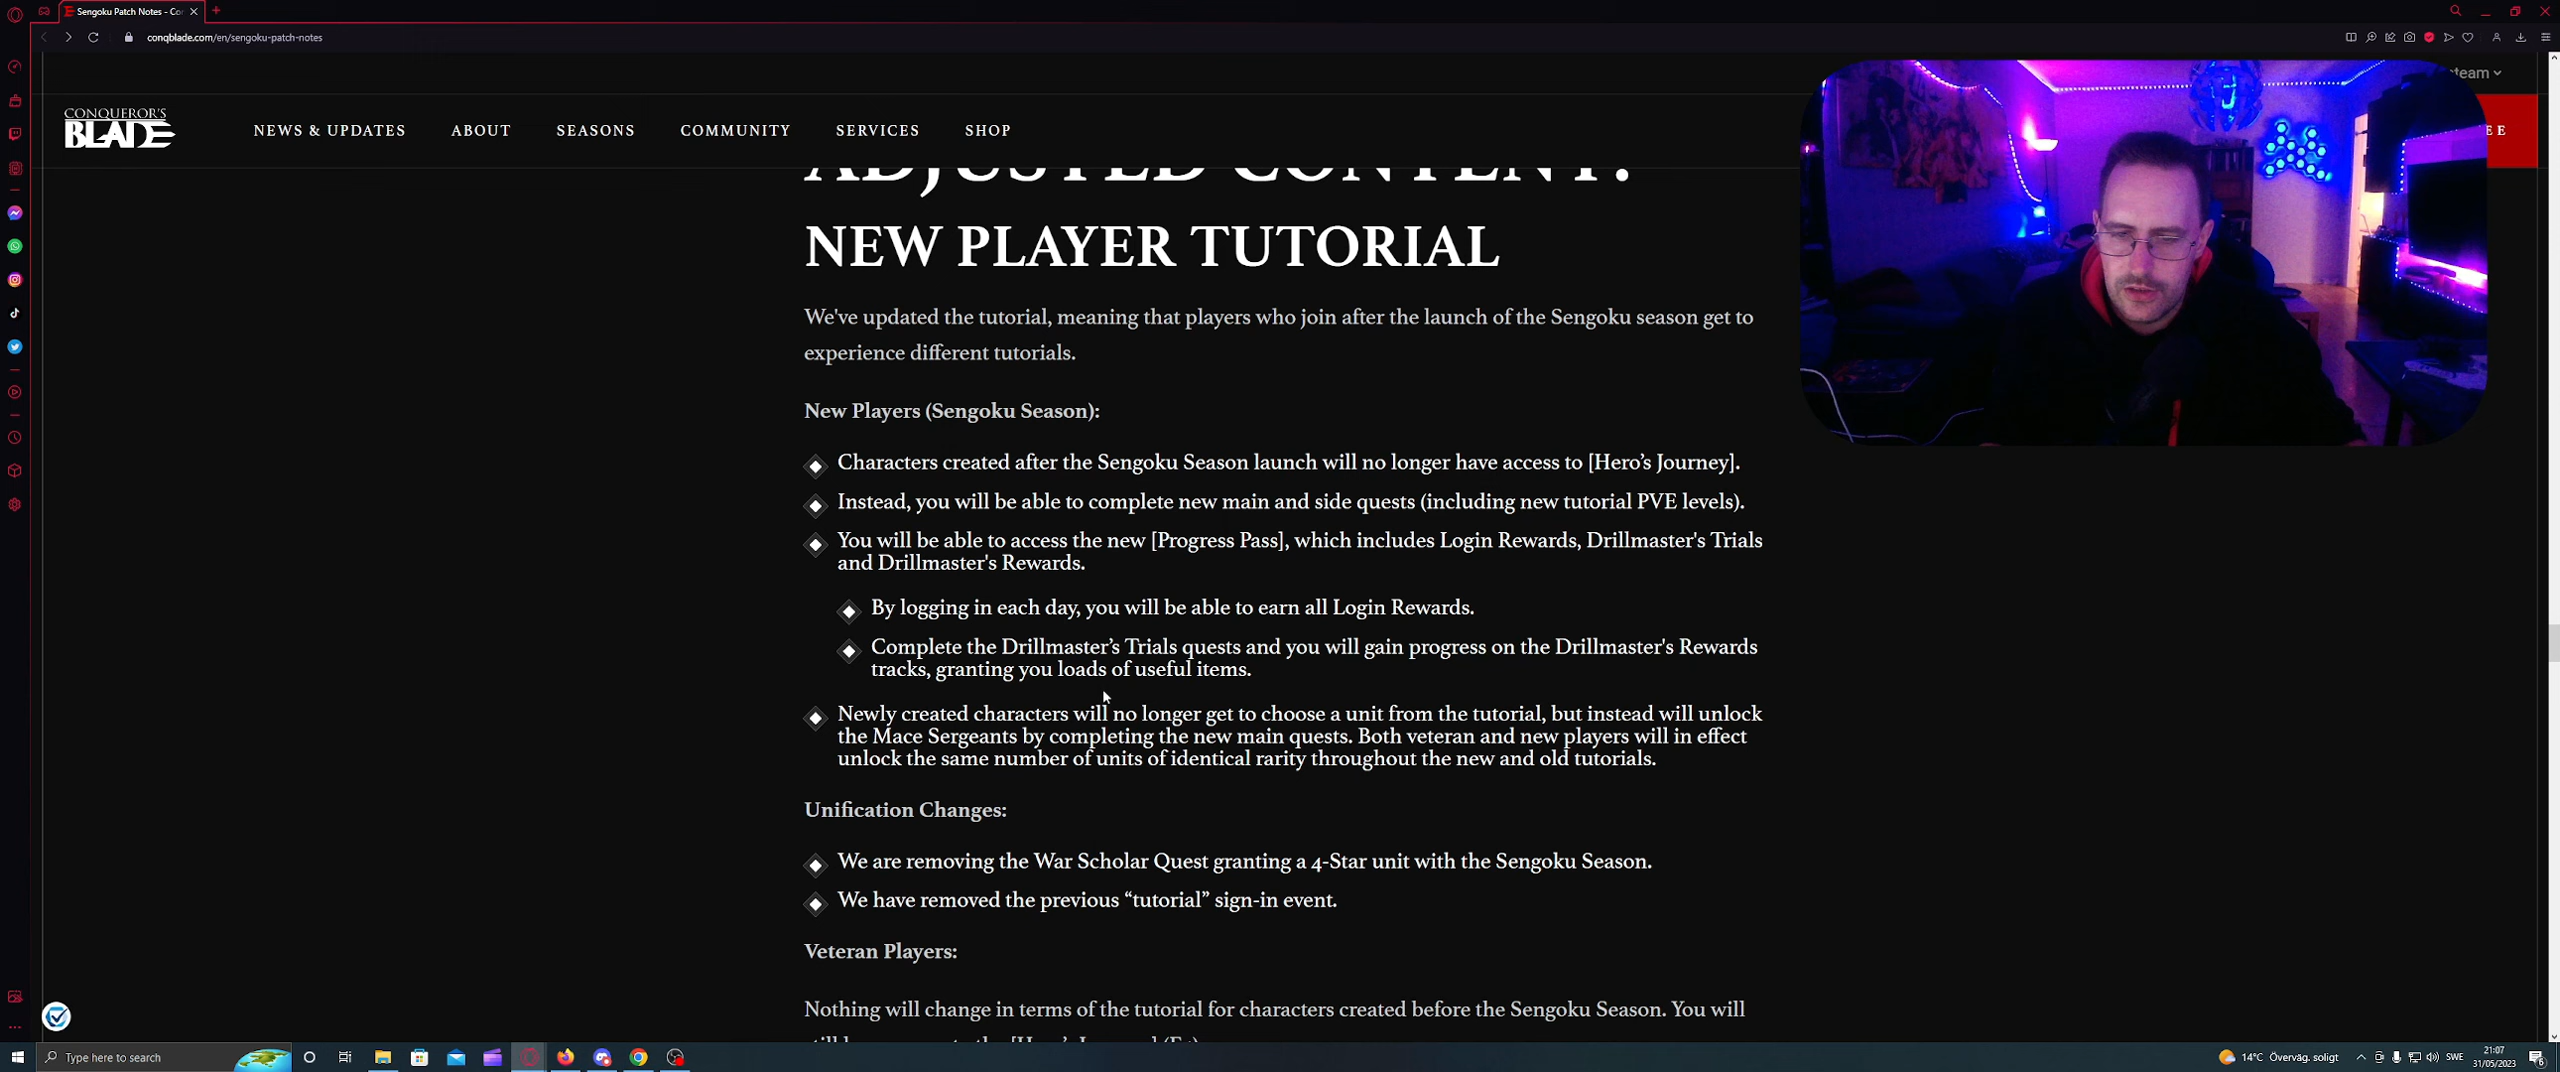 Sengoku Patch Notes - Co
conqblade.com/en/sengoku-patch-notes
team
CONQUEROR'S
BLADE
NEWS & UPDATES
ABOUT
SEASONS
COMMUNITY
SERVICES
SHOP
EE
ADJUSTED CONTENT:
NEW PLAYER TUTORIAL
We've updated the tutorial, meaning that players who join after the launch of the Sengoku season get to
experience different tutorials.
New Players (Sengoku Season):
Characters created after the Sengoku Season launch will no longer have access to [Hero’s Journey].
Instead, you will be able to complete new main and side quests (including new tutorial PVE levels).
You will be able to access the new [Progress Pass], which includes Login Rewards, Drillmaster's Trials
and Drillmaster's Rewards.
By logging in each day, you will be able to earn all Login Rewards.
Complete the Drillmaster’s Trials quests and you will gain progress on the Drillmaster's Rewards
tracks, granting you loads of useful items.
Newly created characters will no longer get to choose a unit from the tutorial, but instead will unlock
the Mace Sergeants by completing the new main quests. Both veteran and new players will in effect
unlock the same number of units of identical rarity throughout the new and old tutorials.
Unification Changes:
We are removing the War Scholar Quest granting a 4-Star unit with the Sengoku Season.
We have removed the previous “tutorial” sign-in event.
Veteran Players:
Nothing will change in terms of the tutorial for characters created before the Sengoku Season. You will
Type here to search
14°C Överväg. soligt
SWE
21:07
31/05/2023
6